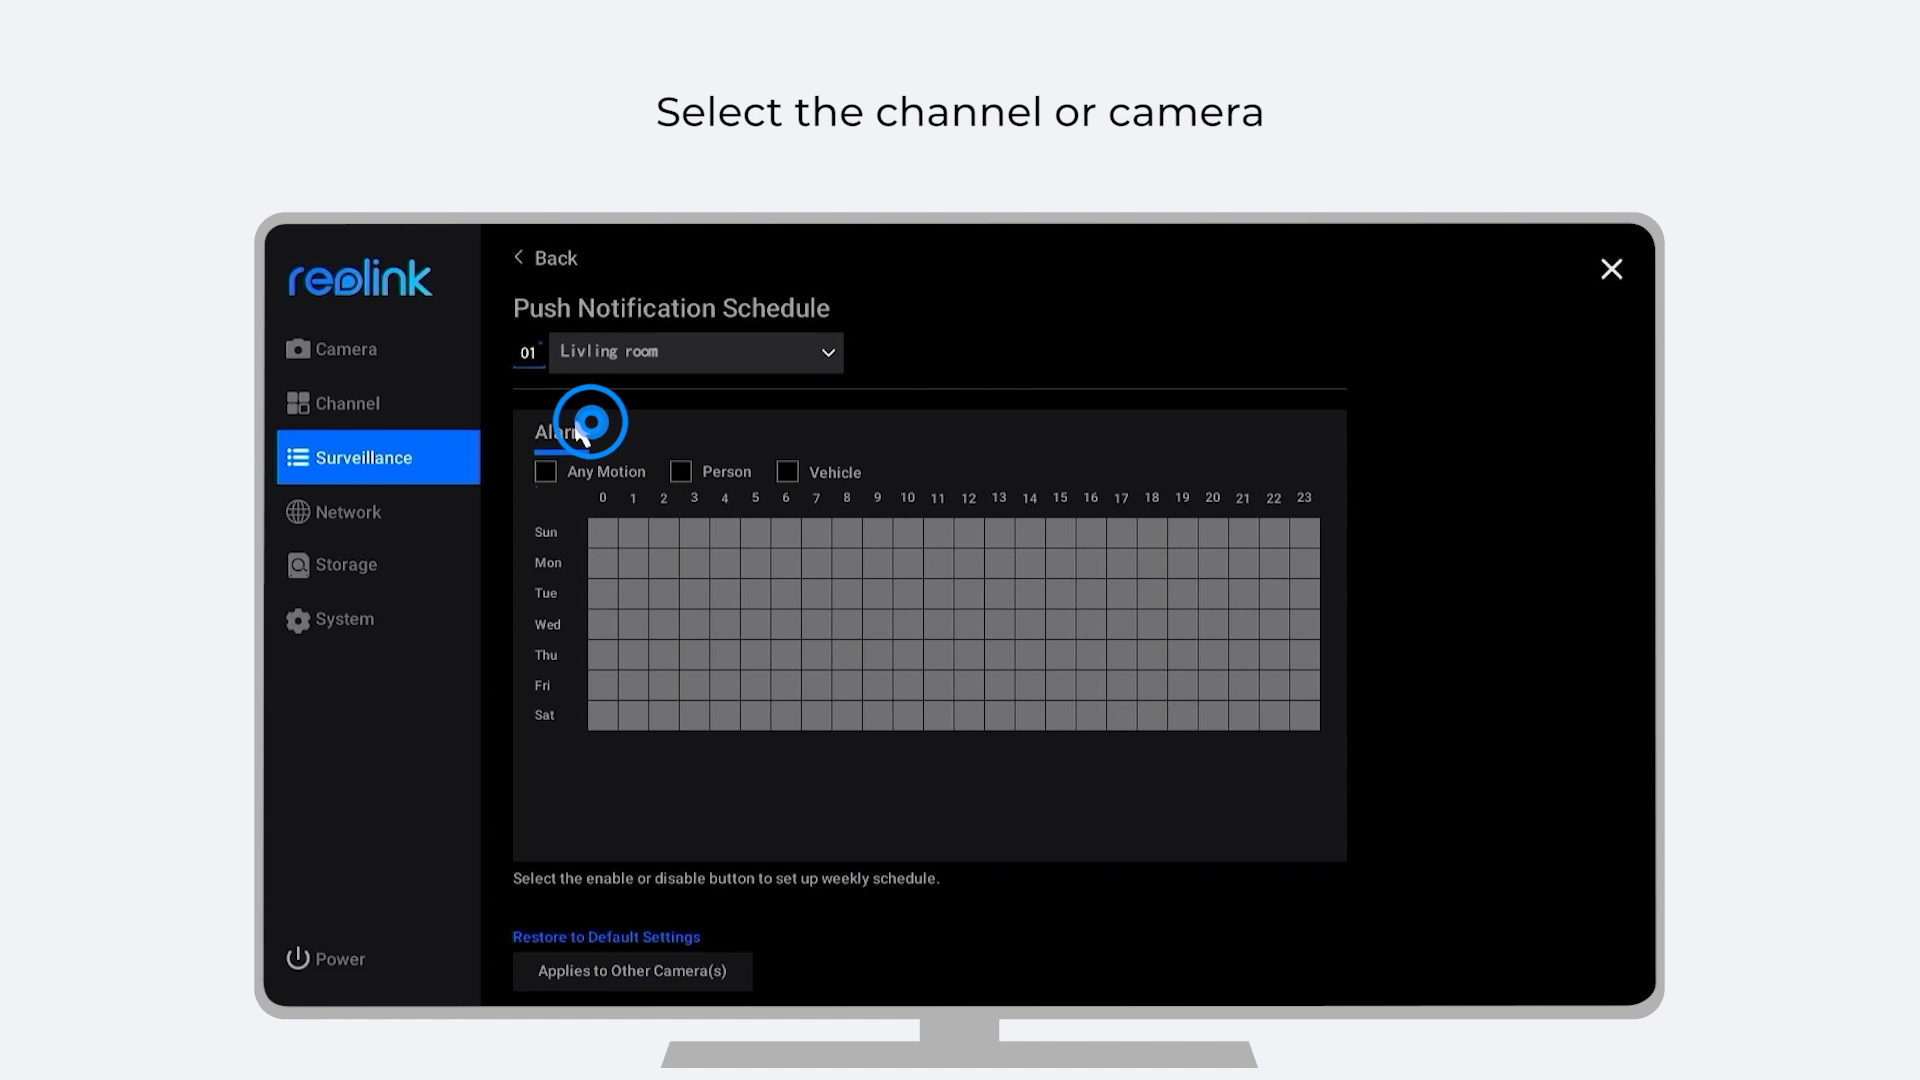 Select the channel or camera
reolink
Back
Push Notification Schedule
01 Livling room
Camera
Channel
Surveillance
Network
Storage
System
Power
Alarm
Any Motion Person Vehicle
0 1 2 3 4 5 6 7 8 9 10 11 12 13 14 15 16 17 18 19 20 21 22 23
Sun
Mon
Tue
Wed
Thu
Fri
Sat
Select the enable or disable button to set up weekly schedule.
Restore to Default Settings
Applies to Other Camera(s)